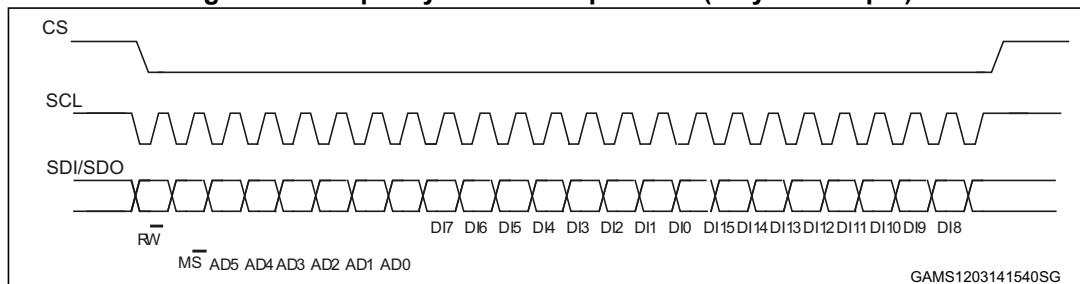 CS
SCL
SDI/SDO
DI7 DI6 DI5 DI4 DI3 DI2 DI1 DI0 DI15 DI14 DI13 DI12 DI11 DI10 DI9 DI8
RW̅
MS̅ AD5 AD4 AD3 AD2 AD1 AD0
GAMS1203141540SG